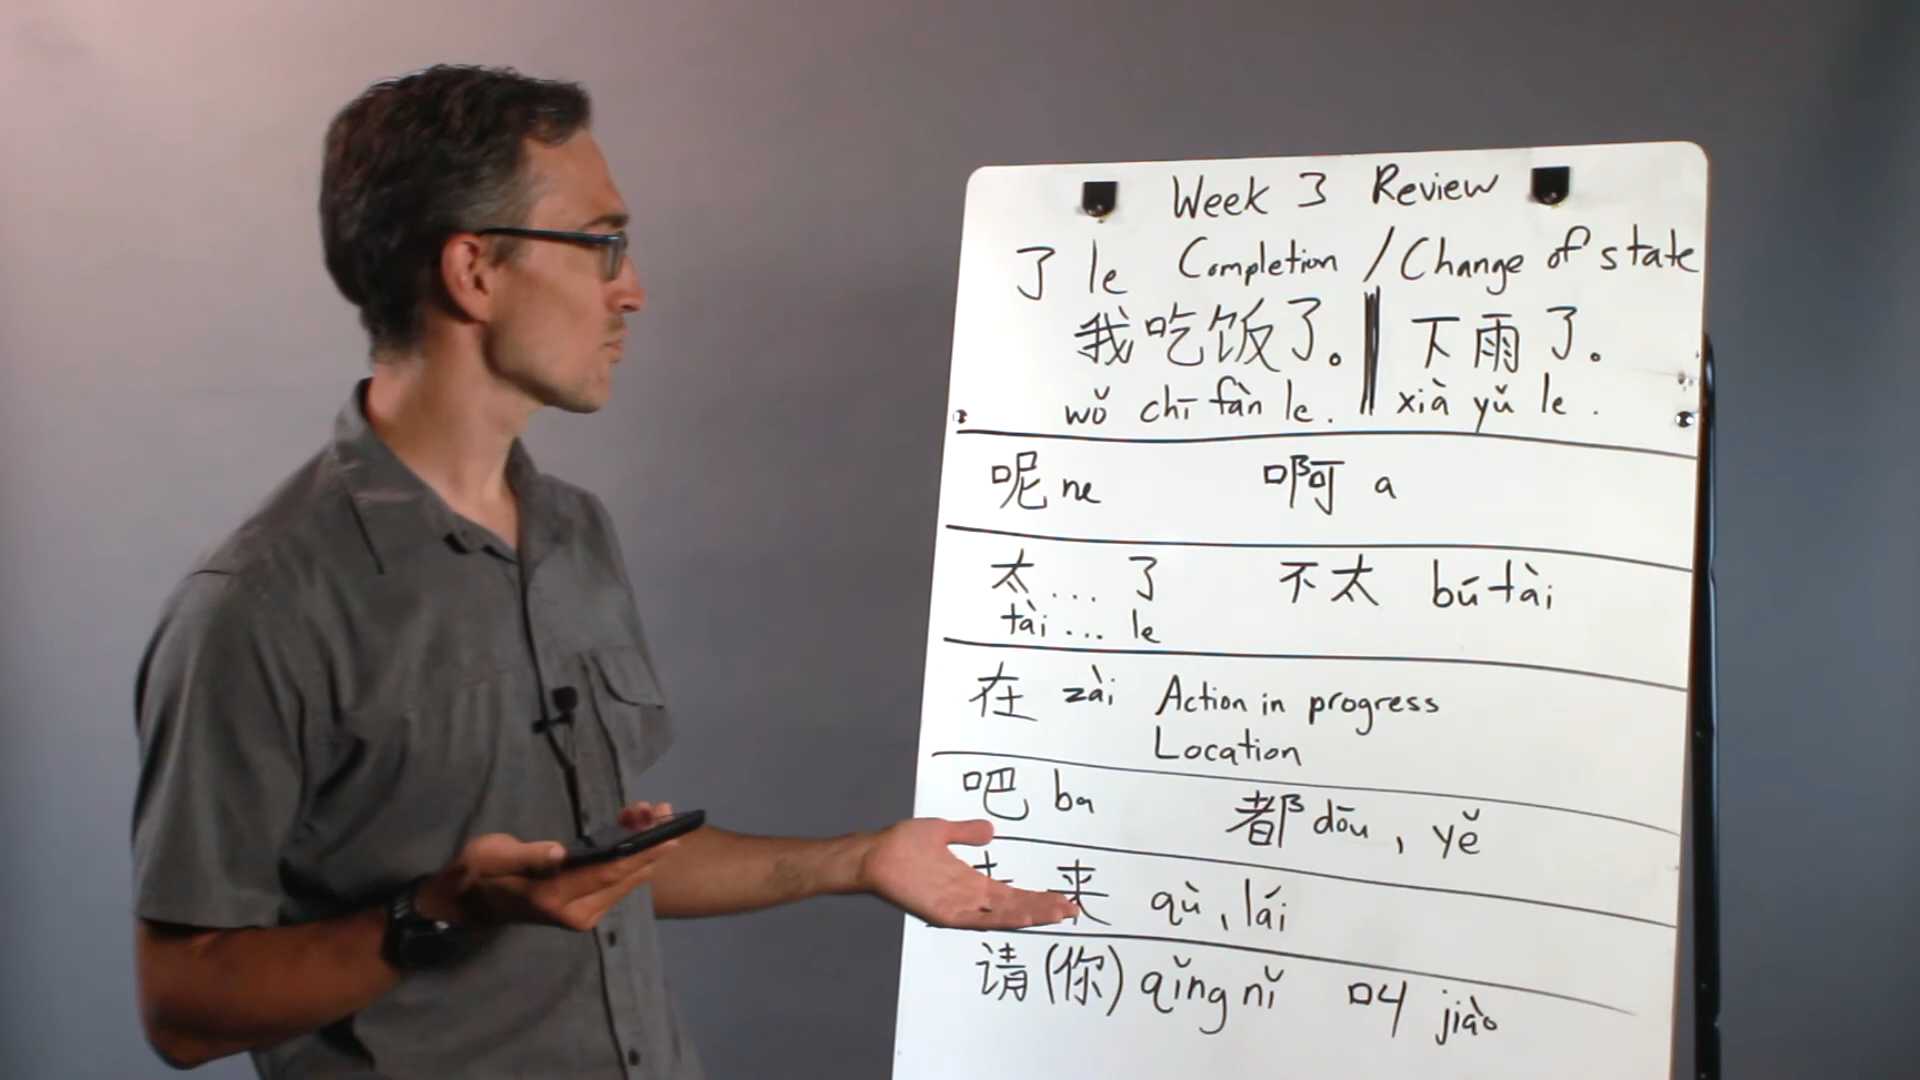 Week 3 Review
了 le Completion / Change of state
我吃饭了。 下雨了。
wǒ chī fàn le. xià yǔ le.
呢 ne 啊 a
太...了 不太 bú tài
tài...le
在 zài Action in progress
Location
吧 ba 都 dōu, yě
来 qù, lái
请(你) qǐng nǐ 叫 jiào